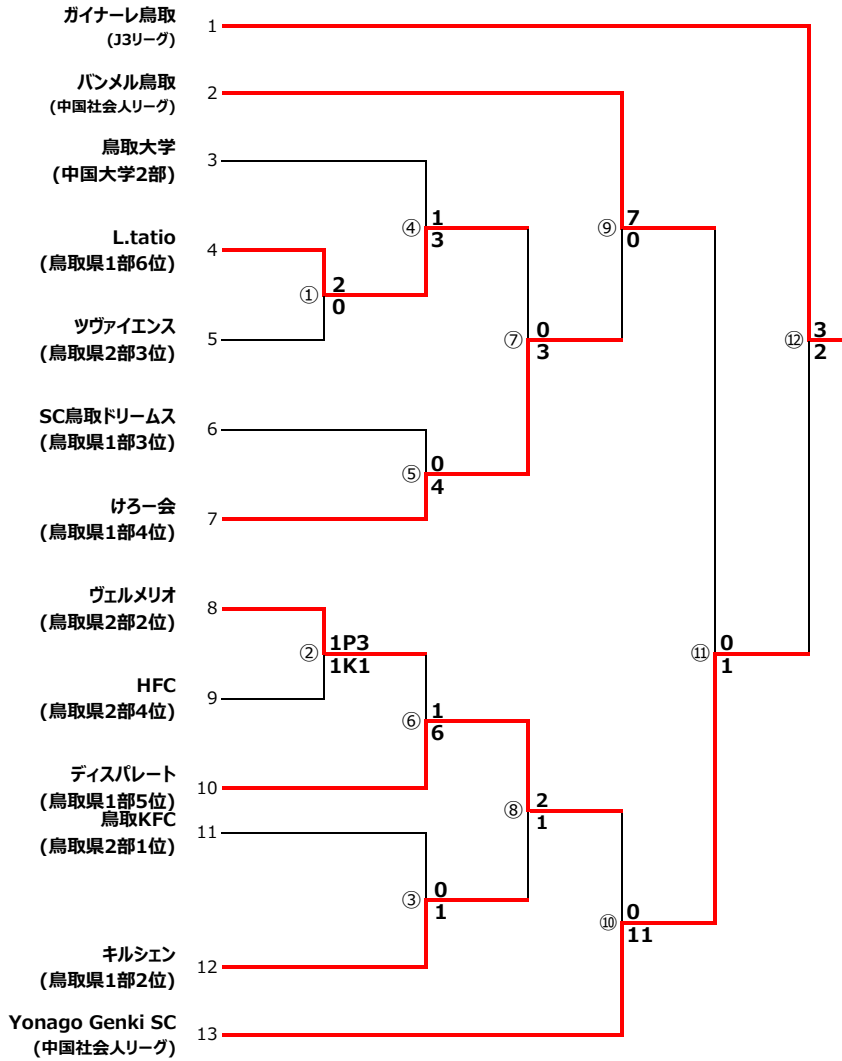 ガイナーレ鳥取
(J3リーグ)
1
バンメル鳥取
(中国社会人リーグ)
2
鳥取大学
(中国大学2部)
3
L.tatio
(鳥取県1部6位)
4
ツヴァイエンス
(鳥取県2部3位)
5
SC鳥取ドリームス
(鳥取県1部3位)
6
けろー会
(鳥取県1部4位)
7
ヴェルメリオ
(鳥取県2部2位)
8
HFC
(鳥取県2部4位)
9
ディスパレート
(鳥取県1部5位)
10
鳥取KFC
(鳥取県2部1位)
11
キルシェン
(鳥取県1部2位)
12
Yonago Genki SC
(中国社会人リーグ)
13
①
2
0
②
1P3
1K1
③
0
1
④
1
3
⑤
0
4
⑥
1
6
⑦
0
3
⑧
2
1
⑨
7
0
⑩
0
11
⑪
0
1
⑫
3
2